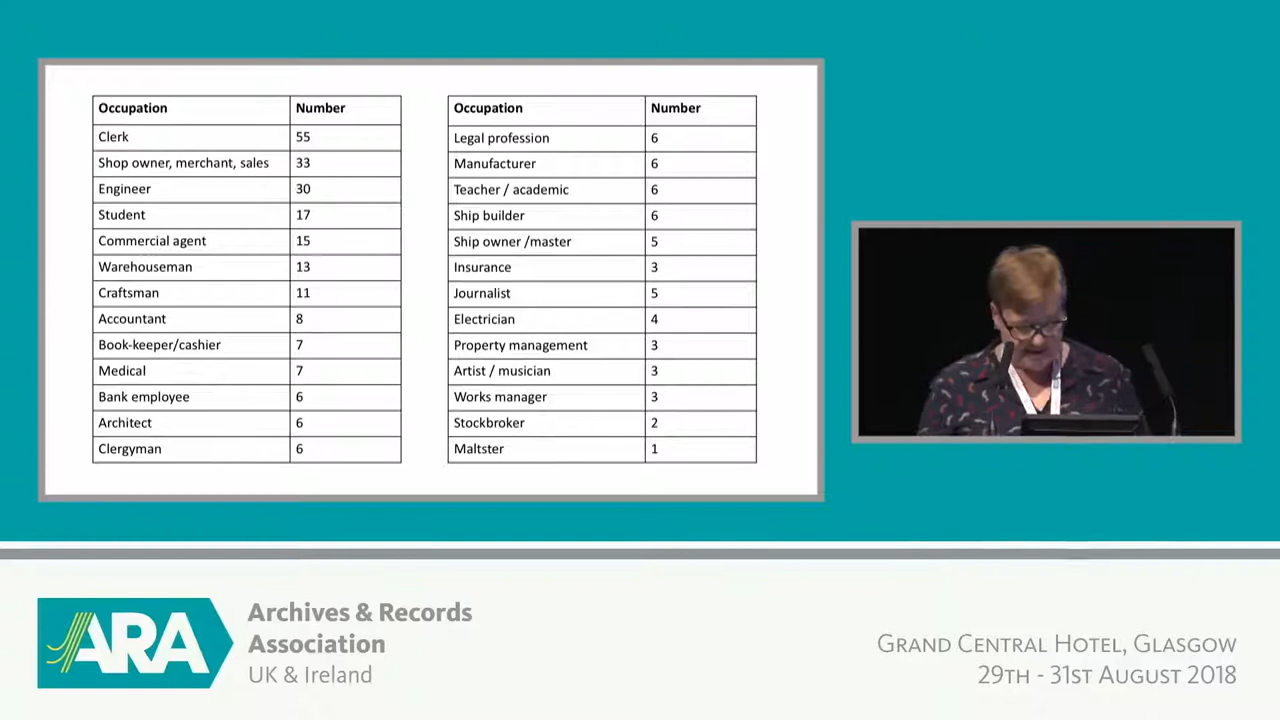 Occupation Number
Clerk 55
Shop owner, merchant, sales 33
Engineer 30
Student 17
Commercial agent 15
Warehouseman 13
Craftsman 11
Accountant 8
Book-keeper/cashier 7
Medical 7
Bank employee 6
Architect 6
Clergyman 6
Occupation Number
Legal profession 6
Manufacturer 6
Teacher / academic 6
Ship builder 6
Ship owner /master 5
Insurance 3
Journalist 5
Electrician 4
Property management 3
Artist / musician 3
Works manager 3
Stockbroker 2
Maltster 1
ARA
Archives & Records
Association
UK & Ireland
Grand Central Hotel, Glasgow
29th - 31st August 2018